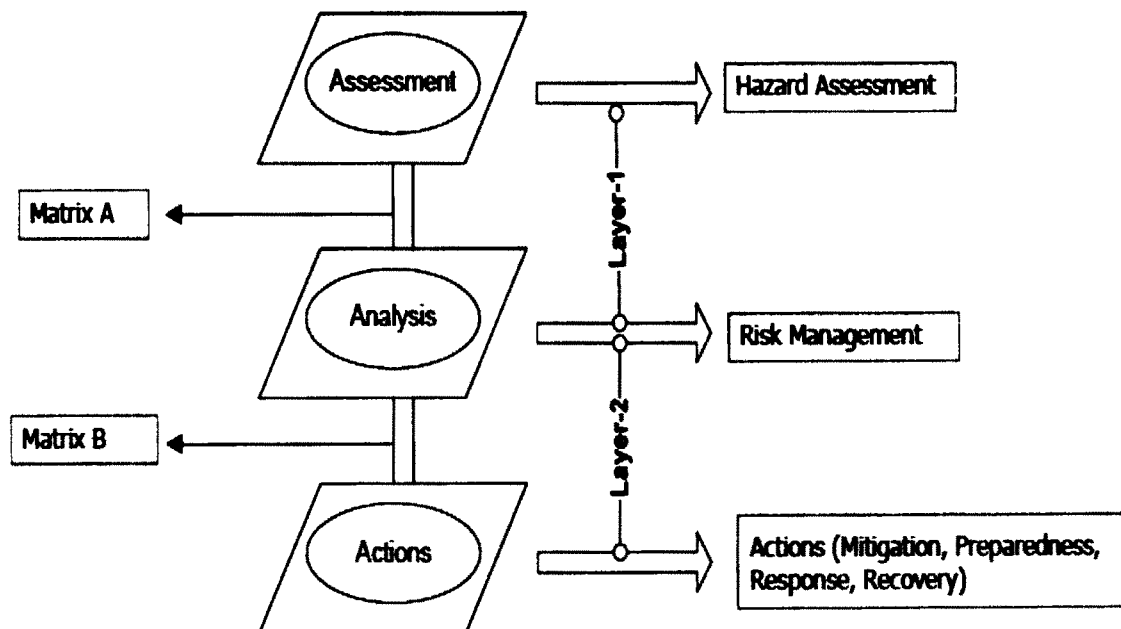 Assessment
Hazard Assessment
Layer-1
Matrix A
Analysis
Risk Management
Layer-2
Matrix B
Actions
Actions (Mitigation, Preparedness,
Response, Recovery)